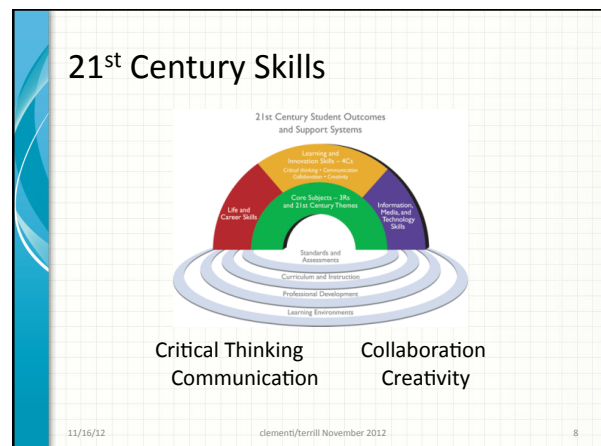 21st Century Skills
21st Century Student Outcomes
and Support Systems
Learning and
Innovation Skills – 4Cs
Critical thinking • Communication
Collaboration • Creativity
Life and
Career Skills
Core Subjects – 3Rs
and 21st Century Themes
Information,
Media, and
Technology
Skills
Standards and
Assessments
Curriculum and Instruction
Professional Development
Learning Environments
Critical Thinking Collaboration
Communication Creativity
11/16/12 clementi/terrill November 2012 8